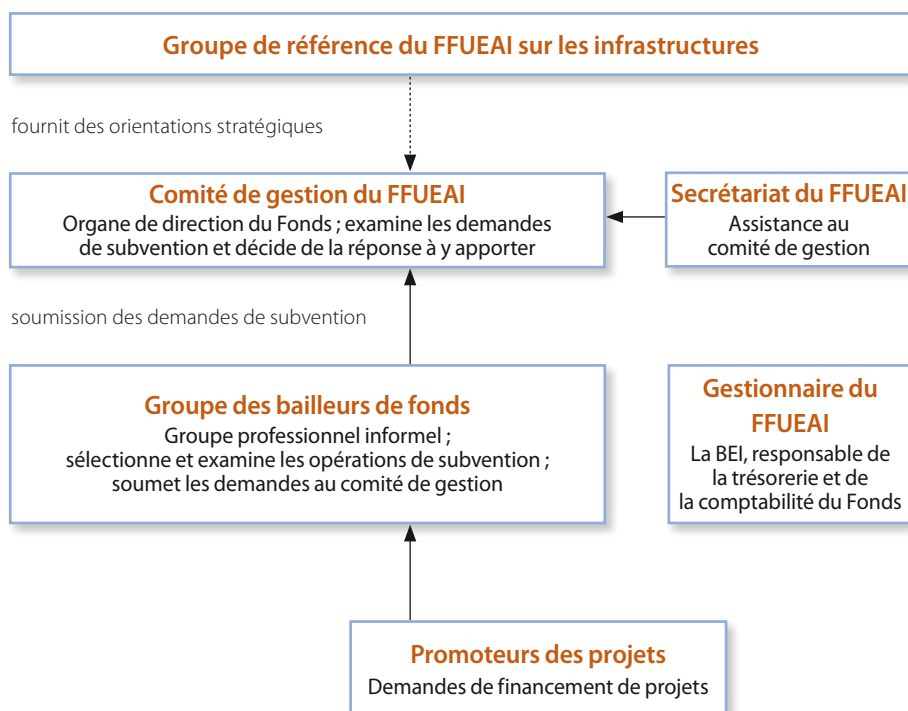 Groupe de référence du FFUEAI sur les infrastructures
fournit des orientations stratégiques
Comité de gestion du FFUEAI
Organe de direction du Fonds ; examine les demandes
de subvention et décide de la réponse à y apporter
Secrétariat du FFUEAI
Assistance au
comité de gestion
soumission des demandes de subvention
Groupe des bailleurs de fonds
Groupe professionnel informel ;
sélectionne et examine les opérations de subvention ;
soumet les demandes au comité de gestion
Gestionnaire du
FFUEAI
La BEI, responsable de
la trésorerie et de
la comptabilité du Fonds
Promoteurs des projets
Demandes de financement de projets